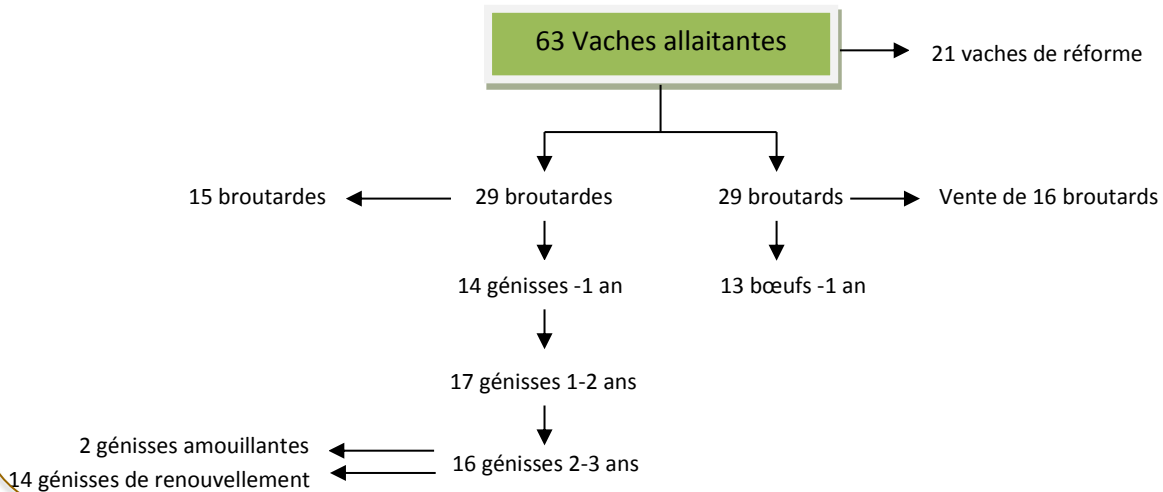 63 Vaches allaitantes
21 vaches de réforme
15 broutardes
29 broutardes
29 broutards
Vente de 16 broutards
14 génisses -1 an
13 bœufs -1 an
17 génisses 1-2 ans
2 génisses amouillantes
14 génisses de renouvellement
16 génisses 2-3 ans